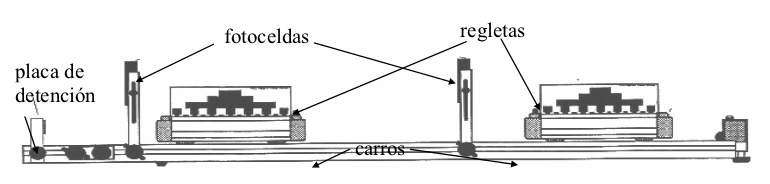 fotoceldas
regletas
placa de
detención
carros